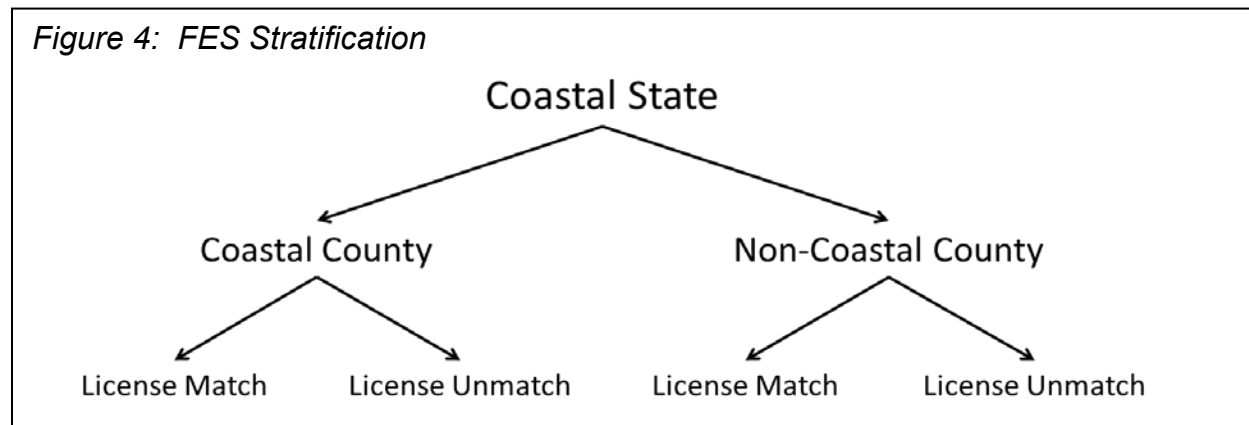 Figure 4: FES Stratification
Coastal State
Coastal County Non-Coastal County
License Match License Unmatch License Match License Unmatch